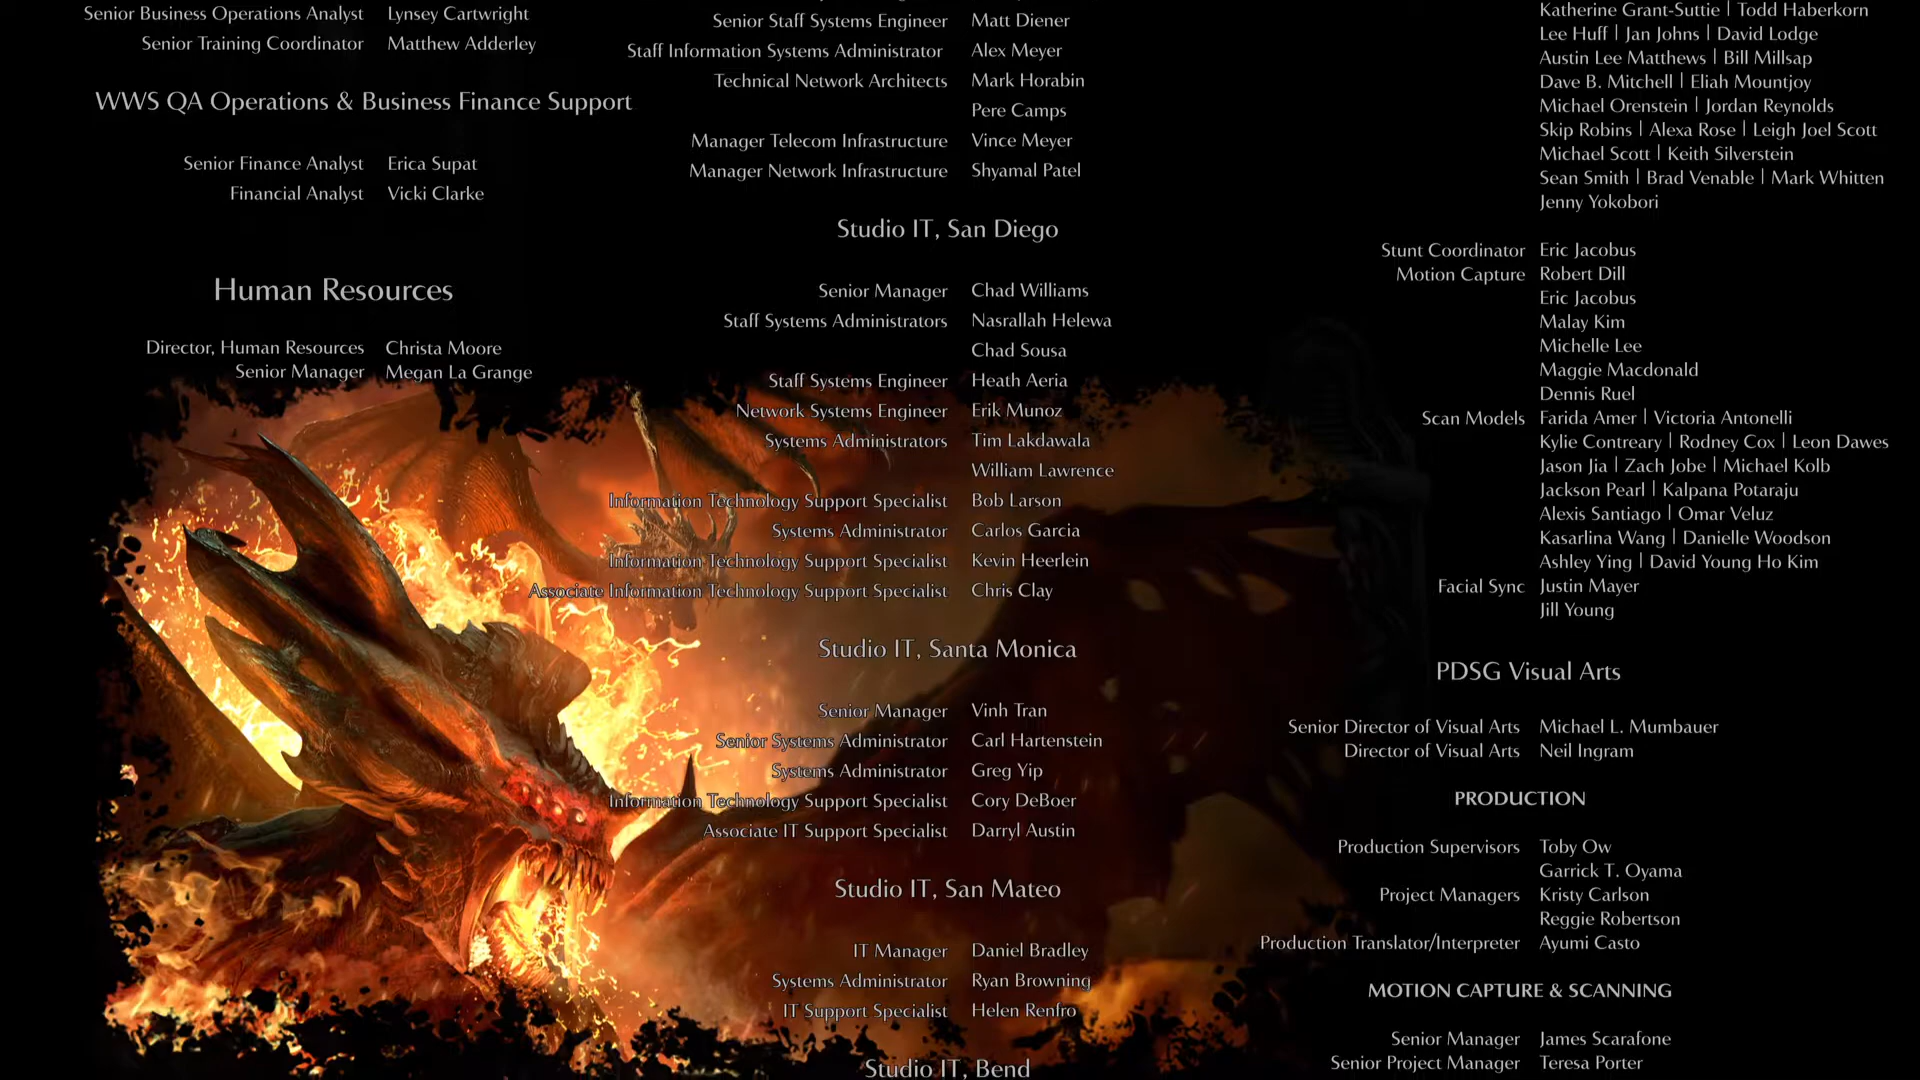 Senior Business Operations Analyst Lynsey Cartwright
Senior Training Coordinator Matthew Adderley
WWS QA Operations & Business Finance Support
Senior Finance Analyst Erica Supat
Financial Analyst Vicki Clarke
Human Resources
Director, Human Resources Christa Moore
Senior Manager Megan La Grange
Senior Staff Systems Engineer Matt Diener
Staff Information Systems Administrator Alex Meyer
Technical Network Architects Mark Horabin
Pere Camps
Manager Telecom Infrastructure Vince Meyer
Manager Network Infrastructure Shyamal Patel
Studio IT, San Diego
Senior Manager Chad Williams
Staff Systems Administrators Nasrallah Helewa
Chad Sousa
Staff Systems Engineer Heath Aeria
Network Systems Engineer Erik Munoz
Systems Administrators Tim Lakdawala
William Lawrence
Information Technology Support Specialist Bob Larson
Systems Administrator Carlos Garcia
Information Technology Support Specialist Kevin Heerlein
Associate Information Technology Support Specialist Chris Clay
Studio IT, Santa Monica
Senior Manager Vinh Tran
Senior Systems Administrator Carl Hartenstein
Systems Administrator Greg Yip
Information Technology Support Specialist Cory DeBoer
Associate IT Support Specialist Darryl Austin
Studio IT, San Mateo
IT Manager Daniel Bradley
Systems Administrator Ryan Browning
IT Support Specialist Helen Renfro
Studio IT, Bend
Katherine Grant-Suttie | Todd Haberkorn
Lee Huff | Jan Johns | David Lodge
Austin Lee Matthews | Bill Millsap
Dave B. Mitchell | Eliah Mountjoy
Michael Orenstein | Jordan Reynolds
Skip Robins | Alexa Rose | Leigh Joel Scott
Michael Scott | Keith Silverstein
Sean Smith | Brad Venable | Mark Whitten
Jenny Yokobori
Stunt Coordinator Eric Jacobus
Motion Capture Robert Dill
Eric Jacobus
Malay Kim
Michelle Lee
Maggie Macdonald
Dennis Ruel
Scan Models Farida Amer | Victoria Antonelli
Kylie Contreary | Rodney Cox | Leon Dawes
Jason Jia | Zach Jobe | Michael Kolb
Jackson Pearl | Kalpana Potaraju
Alexis Santiago | Omar Veluz
Kasarlina Wang | Danielle Woodson
Ashley Ying | David Young Ho Kim
Facial Sync Justin Mayer
Jill Young
PDSG Visual Arts
Senior Director of Visual Arts Michael L. Mumbauer
Director of Visual Arts Neil Ingram
PRODUCTION
Production Supervisors Toby Ow
Garrick T. Oyama
Project Managers Kristy Carlson
Reggie Robertson
Production Translator/Interpreter Ayumi Casto
MOTION CAPTURE & SCANNING
Senior Manager James Scarafone
Senior Project Manager Teresa Porter